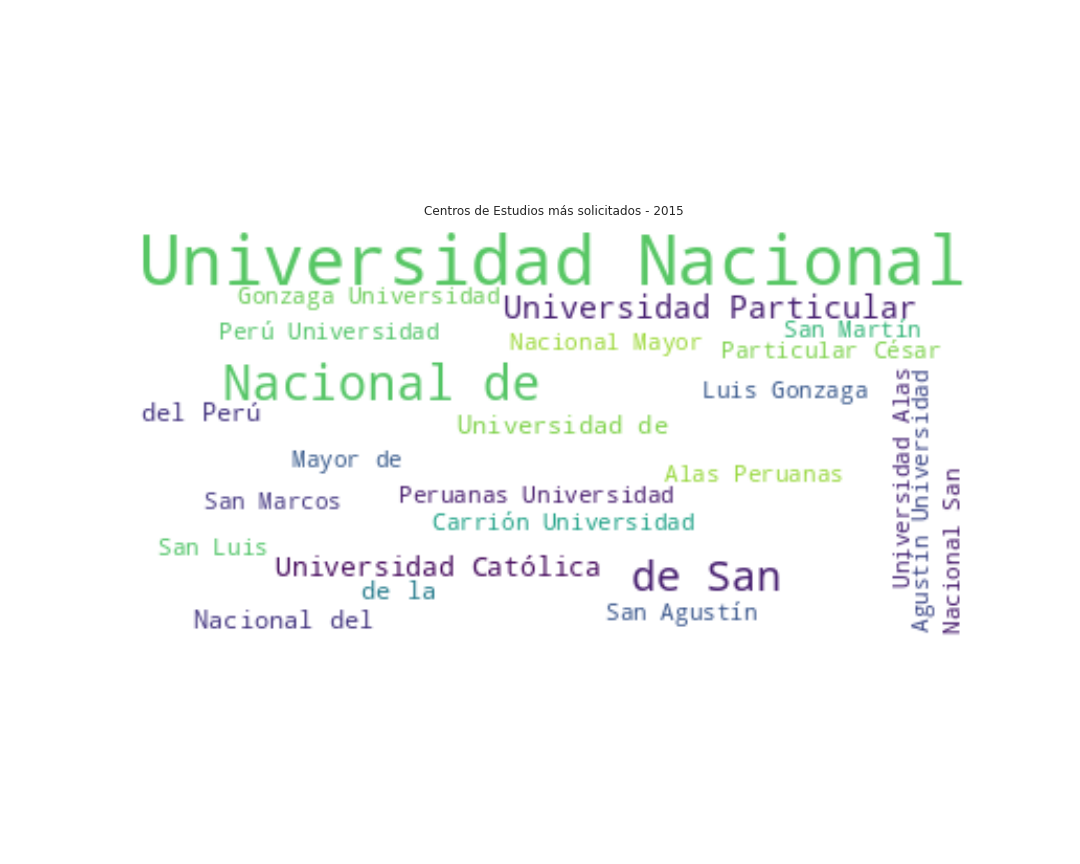 Centros de Estudios más solicitados - 2015
Universidad Nacional
Gonzaga Universidad
Universidad Particular
Perú Universidad
San Martín
Nacional Mayor
Particular César
Nacional de
Luis Gonzaga
del Perú
Universidad de
Mayor de
Alas Peruanas
San Marcos
Peruanas Universidad
Carrión Universidad
San Luis
Universidad Católica
de San
de la
San Agustín
Nacional del
Universidad Alas
Agustín Universidad
Nacional San